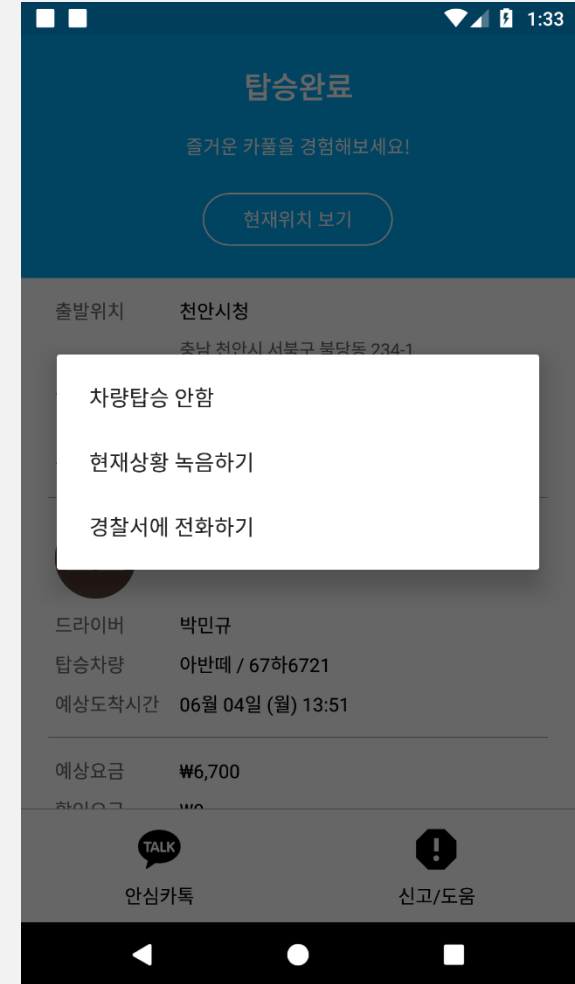 1:33
탑승완료
즐거운 카풀을 경험해보세요!
현재위치 보기
출발위치 천안시청
충남 천안시 서북구 불당동 234-1
차량탑승 안함
현재상황 녹음하기
경찰서에 전화하기
드라이버 박민규
탑승차량 아반떼 / 67하6721
예상도착시간 06월 04일 (월) 13:51
예상요금 ₩6,700
할인요금 ₩0
TALK
안심카톡 신고/도움